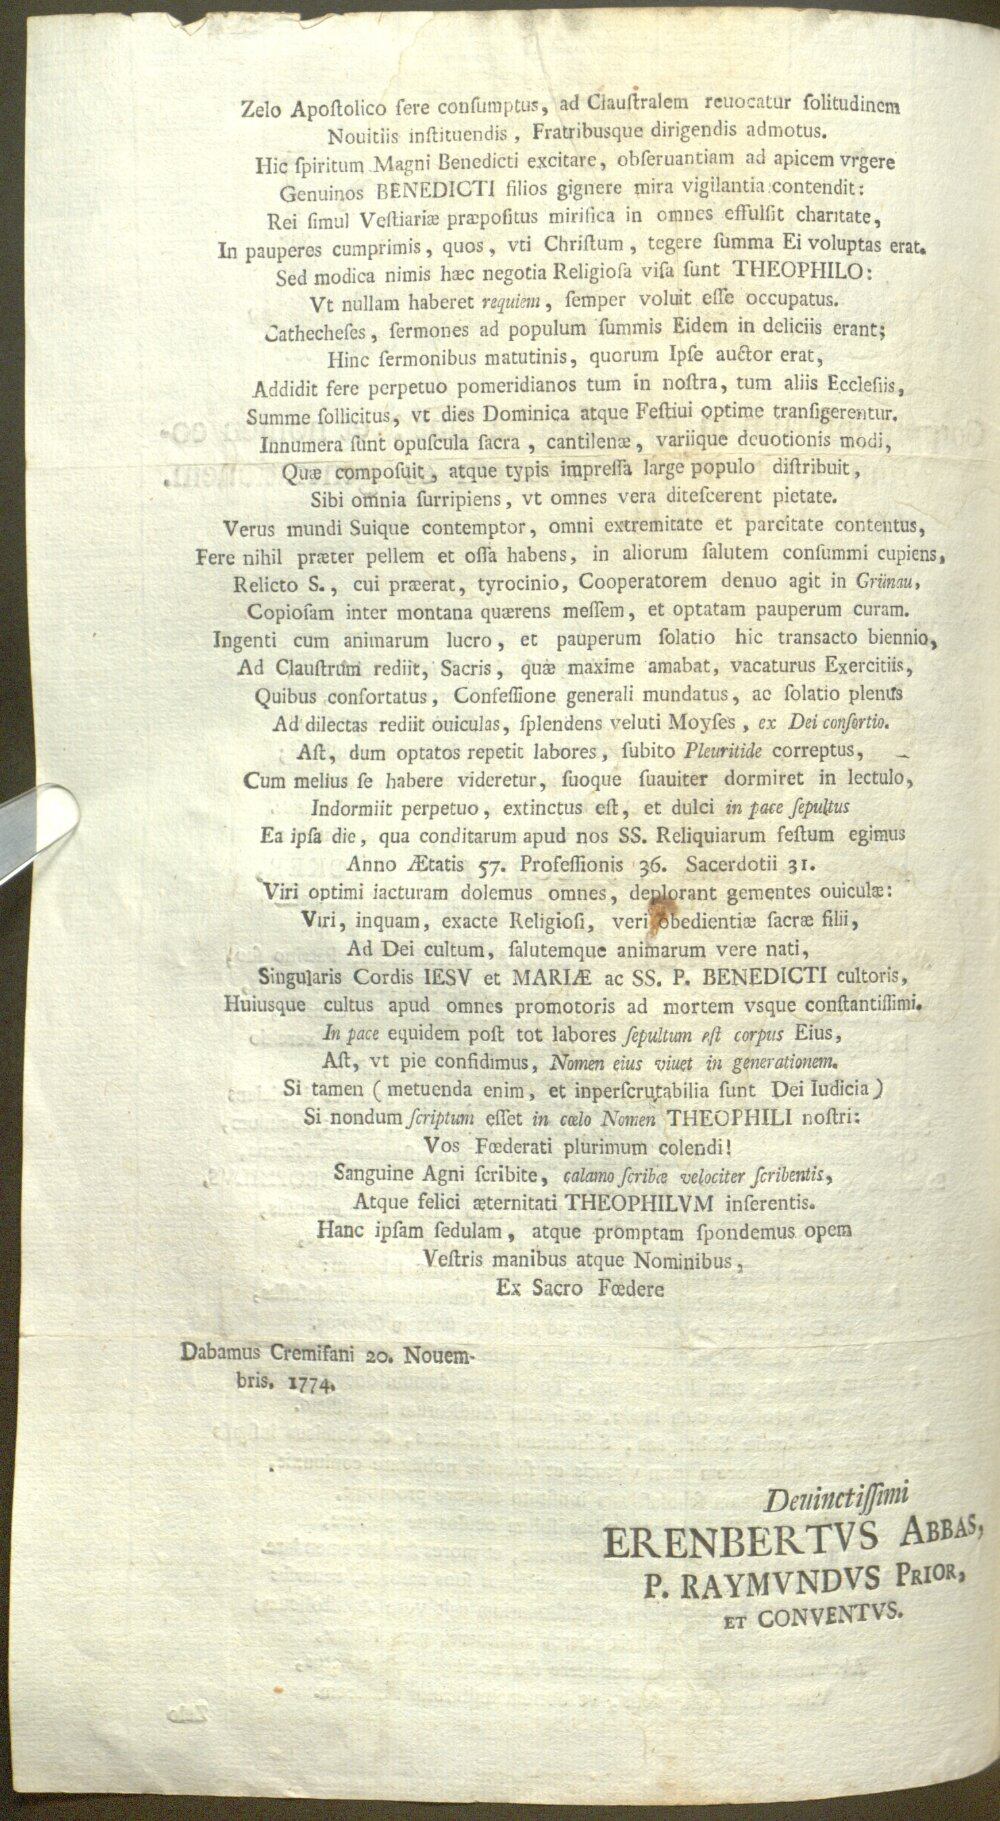 Zelo Apoſtolico fere conſumptus, ad Clauſtralem reuocatur ſolitudinem
Nouitiis inſtituendis, Fratribusque dirigendis admotus.
Hic ſpiritum Magni Benedicti excitare, obſeruantiam ad apicem vrgere
Genuinos BENEDICTI filios gignere mira vigilantia contendit:
Rei ſimul Veſtiariæ præpoſitus mirifica in omnes effulſit charitate,
In pauperes cumprimis, quos, vti Chriſtum, tegere ſumma Ei voluptas erat.
Sed modica nimis hæc negotia Religioſa viſa ſunt THEOPHILO:
Vt nullam haberet requiem, ſemper voluit eſſe occupatus.
Cathecheſes, ſermones ad populum ſummis Eidem in deliciis erant;
Hinc ſermonibus matutinis, quorum Ipſe auctor erat,
Addidit fere perpetuo pomeridianos tum in noſtra, tum aliis Eccleſiis,
Summe ſollicitus, vt dies Dominica atque Feſtiui optime tranſigerentur.
Innumera ſunt opuſcula ſacra, cantilenæ, variique deuotionis modi,
Quæ compoſuit, atque typis impreſſa large populo diſtribuit,
Sibi omnia ſurripiens, vt omnes vera diteſcerent pietate.
Verus mundi Suique contemptor, omni extremitate et parcitate contentus,
Fere nihil præter pellem et oſſa habens, in aliorum ſalutem conſummi cupiens,
Relicto S., cui præerat, tyrocinio, Cooperatorem denuo agit in Grünau,
Copioſam inter montana quærens meſſem, et optatam pauperum curam.
Ingenti cum animarum lucro, et pauperum ſolatio hic transacto biennio,
Ad Clauſtrum rediit, Sacris, quæ maxime amabat, vacaturus Exercitiis,
Quibus confortatus, Confeſſione generali mundatus, ac ſolatio plenus
Ad dilectas rediit ouiculas, ſplendens veluti Moyſes, ex Dei conſortio.
Aſt, dum optatos repetit labores, ſubito Pleuritide correptus,
Cum melius ſe habere videretur, ſuoque ſuauiter dormiret in lectulo,
Indormiit perpetuo, extinctus eſt, et dulci in pace ſepultus
Ea ipſa die, qua conditarum apud nos SS. Reliquiarum feſtum egimus
Anno Ætatis 57. Profeſſionis 36. Sacerdotii 31.
Viri optimi iacturam dolemus omnes, deplorant gementes ouiculæ:
Viri, inquam, exacte Religioſi, veri obedientiæ ſacræ filii,
Ad Dei cultum, ſalutemque animarum vere nati,
Singularis Cordis IESV et MARIÆ ac SS. P. BENEDICTI cultoris,
Huiusque cultus apud omnes promotoris ad mortem vsque conſtantiſſimi.
In pace equidem poſt tot labores ſepultum eſt corpus Eius,
Aſt, vt pie confidimus, Nomen eius viuet in generationem.
Si tamen (metuenda enim, et inperſcrutabilia ſunt Dei Iudicia)
Si nondum ſcriptum eſſet in cœlo Nomen THEOPHILI noſtri:
Vos Fœderati plurimum colendi!
Sanguine Agni ſcribite, calamo ſcribæ velociter ſcribentis,
Atque felici æternitati THEOPHILVM inſerentis.
Hanc ipſam ſedulam, atque promptam ſpondemus opem
Veſtris manibus atque Nominibus,
Ex Sacro Fœdere
Dabamus Cremiſani 20. Nouem-
bris. 1774.
Deuinctiſſimi
ERENBERTVS ABBAS,
P. RAYMVNDVS PRIOR,
ET CONVENTVS.